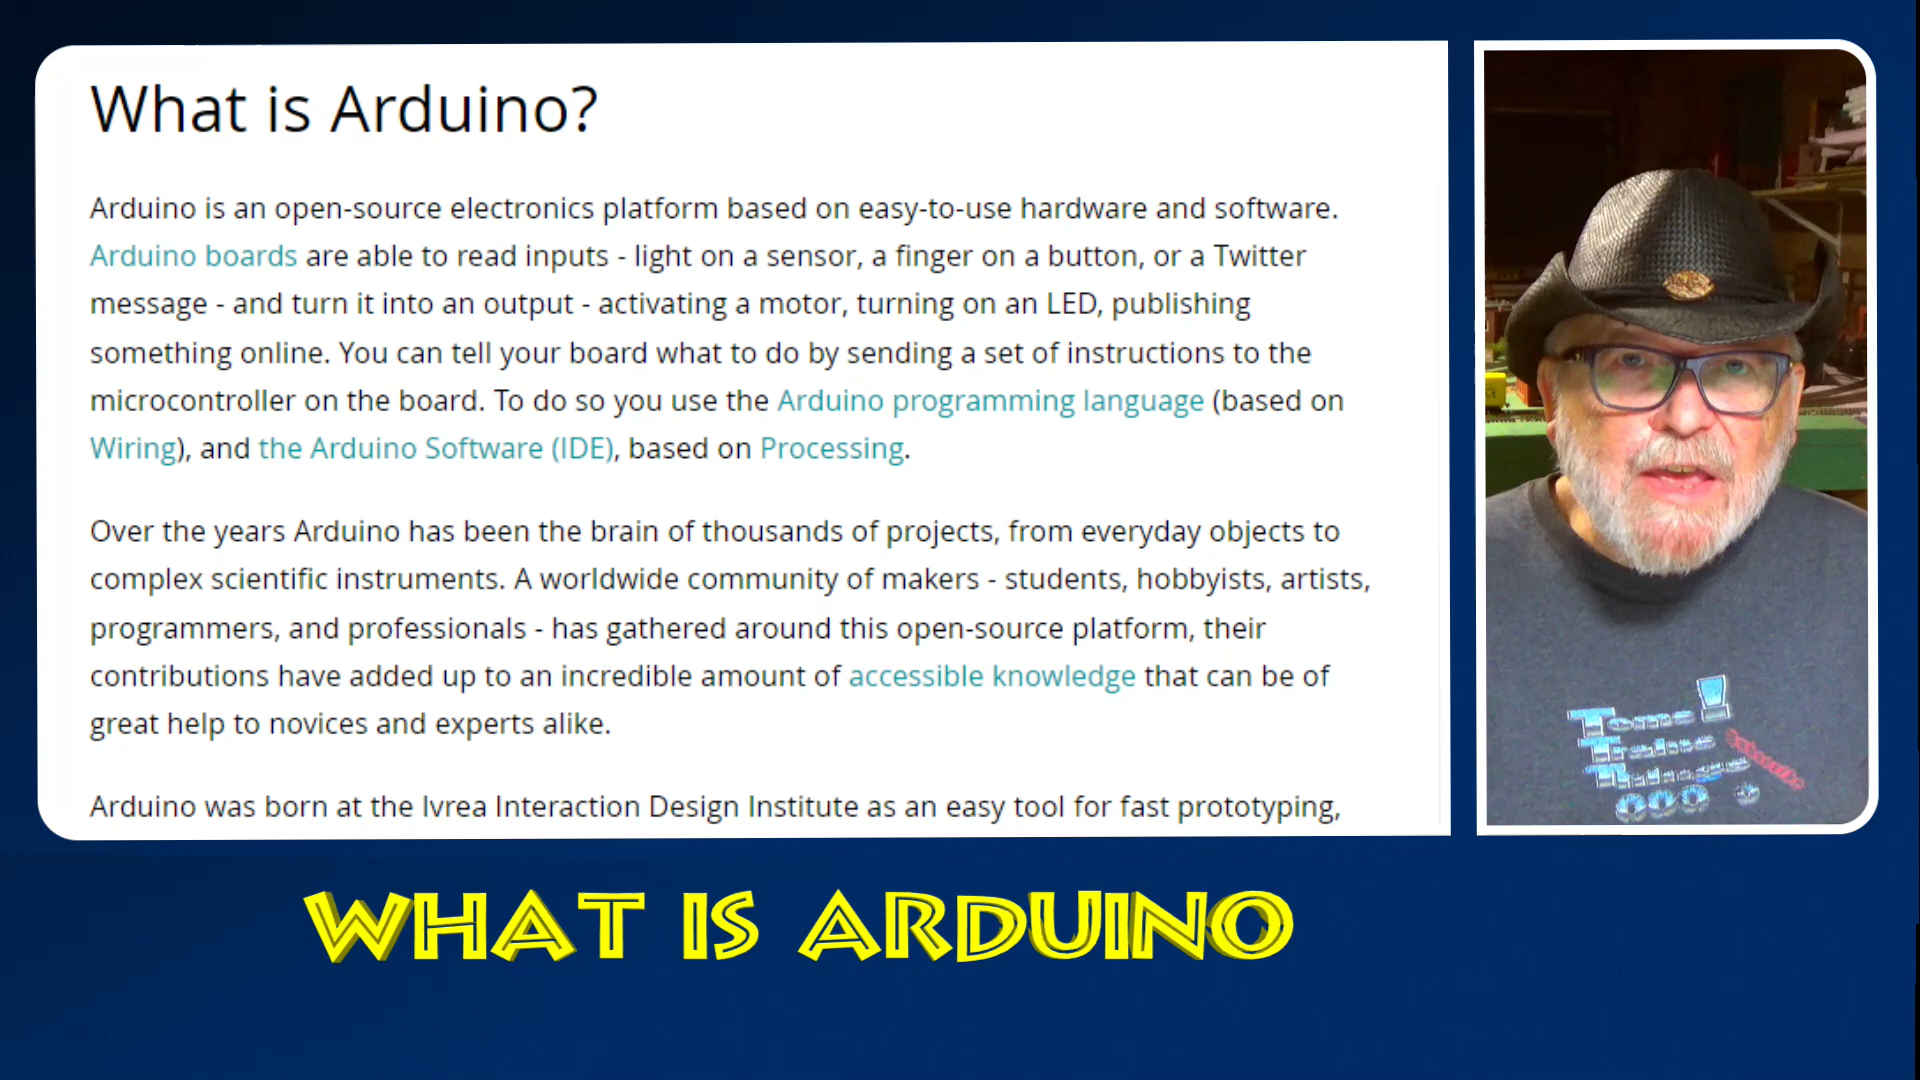 What is Arduino?
Arduino is an open-source electronics platform based on easy-to-use hardware and software.
Arduino boards are able to read inputs - light on a sensor, a finger on a button, or a Twitter
message - and turn it into an output - activating a motor, turning on an LED, publishing
something online. You can tell your board what to do by sending a set of instructions to the
microcontroller on the board. To do so you use the Arduino programming language (based on
Wiring), and the Arduino Software (IDE), based on Processing.
Over the years Arduino has been the brain of thousands of projects, from everyday objects to
complex scientific instruments. A worldwide community of makers - students, hobbyists, artists,
programmers, and professionals - has gathered around this open-source platform, their
contributions have added up to an incredible amount of accessible knowledge that can be of
great help to novices and experts alike.
Arduino was born at the Ivrea Interaction Design Institute as an easy tool for fast prototyping,
Toms
Trains
WHAT IS ARDUINO